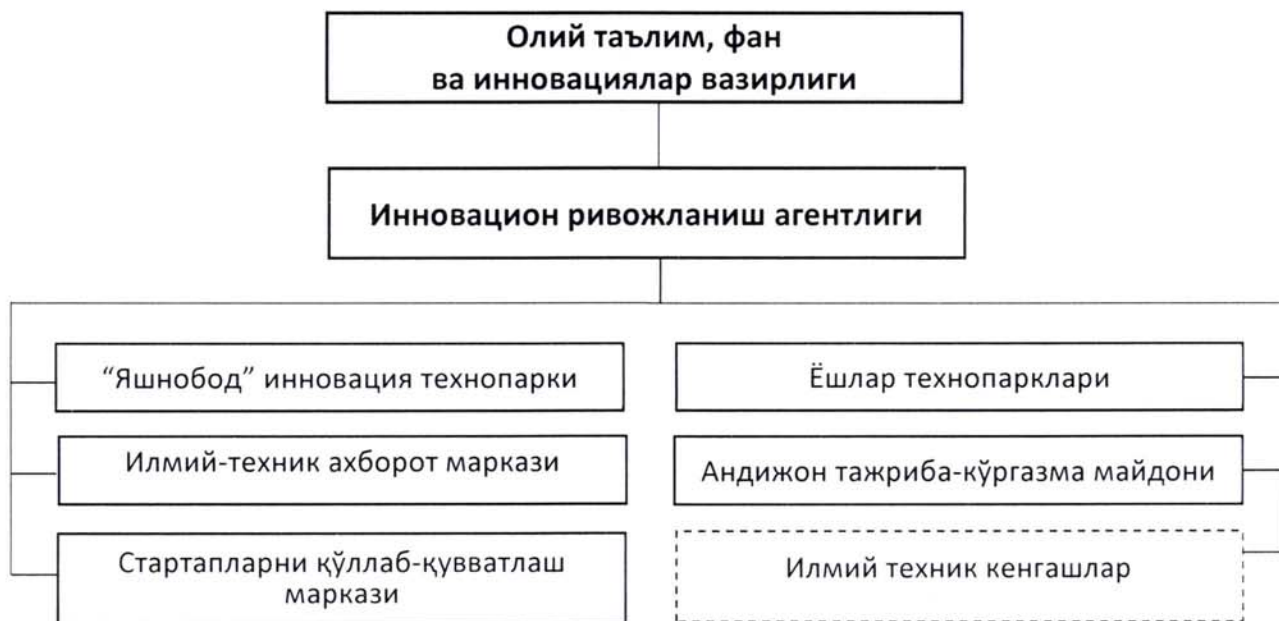 Олий таълим, фан
ва инновациялар вазирлиги
Инновацион ривожланиш агентлиги
“Яшнобод” инновация технопарки
Ёшлар технопарклари
Илмий-техник ахборот маркази
Андижон тажриба-кўргазма майдони
Стартапларни қўллаб-қувватлаш
маркази
Илмий техник кенгашлар